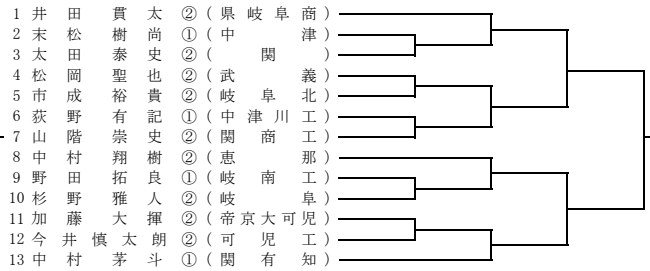 1 井田貫太 ② (県岐阜商)
2 末松樹尚 ① (中津)
3 太田泰史 ② (関)
4 松岡聖也 ② (武義)
5 市成裕貴 ② (岐阜北)
6 荻野有記 ① (中津川工)
7 山階崇史 ② (関商工)
8 中村翔樹 ② (恵那)
9 野田拓良 ① (岐南工)
10 杉野雅人 ② (岐阜)
11 加藤大揮 ② (帝京大可児)
12 今井慎太朗 ② (可児工)
13 中村茅斗 ① (関有知)